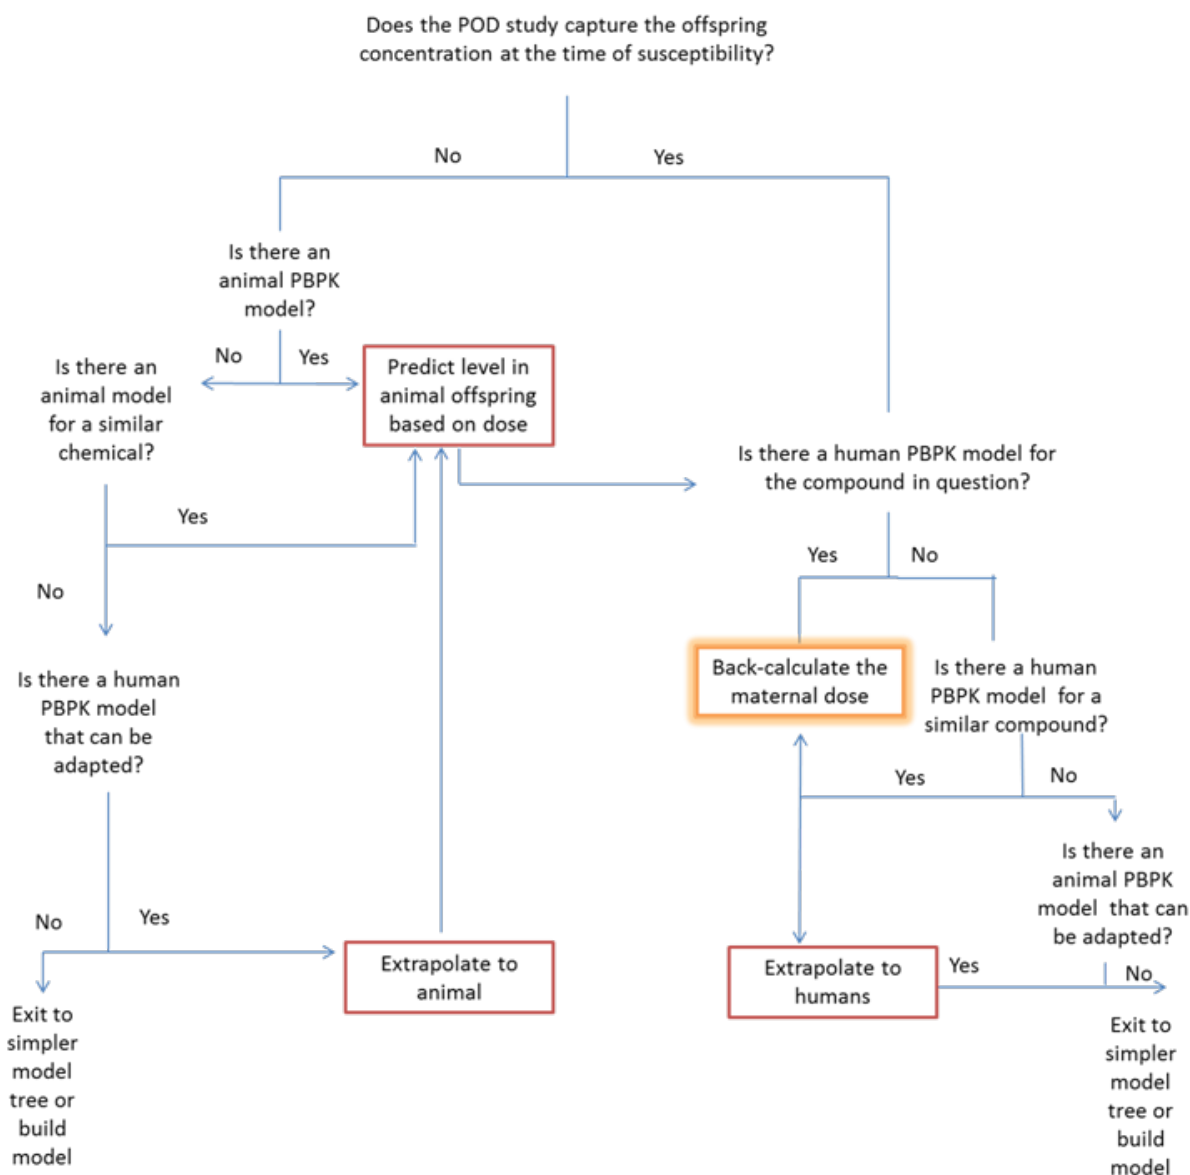 Does the POD study capture the offspring
concentration at the time of susceptibility?
No
Yes
Is there an
animal PBPK
model?
No
Yes
Is there an
animal model
for a similar
chemical?
Predict level in
animal offspring
based on dose
Is there a human PBPK model for
the compound in question?
Yes
No
Yes
No
Is there a human
PBPK model
that can be
adapted?
Back-calculate the
maternal dose
Is there a human
PBPK model for a
similar compound?
Yes
No
Is there an
animal PBPK
model that can
be adapted?
No
Yes
Extrapolate to
animal
Extrapolate to
humans
Yes
No
Exit to
simpler
model
tree or
build
model
Exit to
simpler
model
tree or
build
model